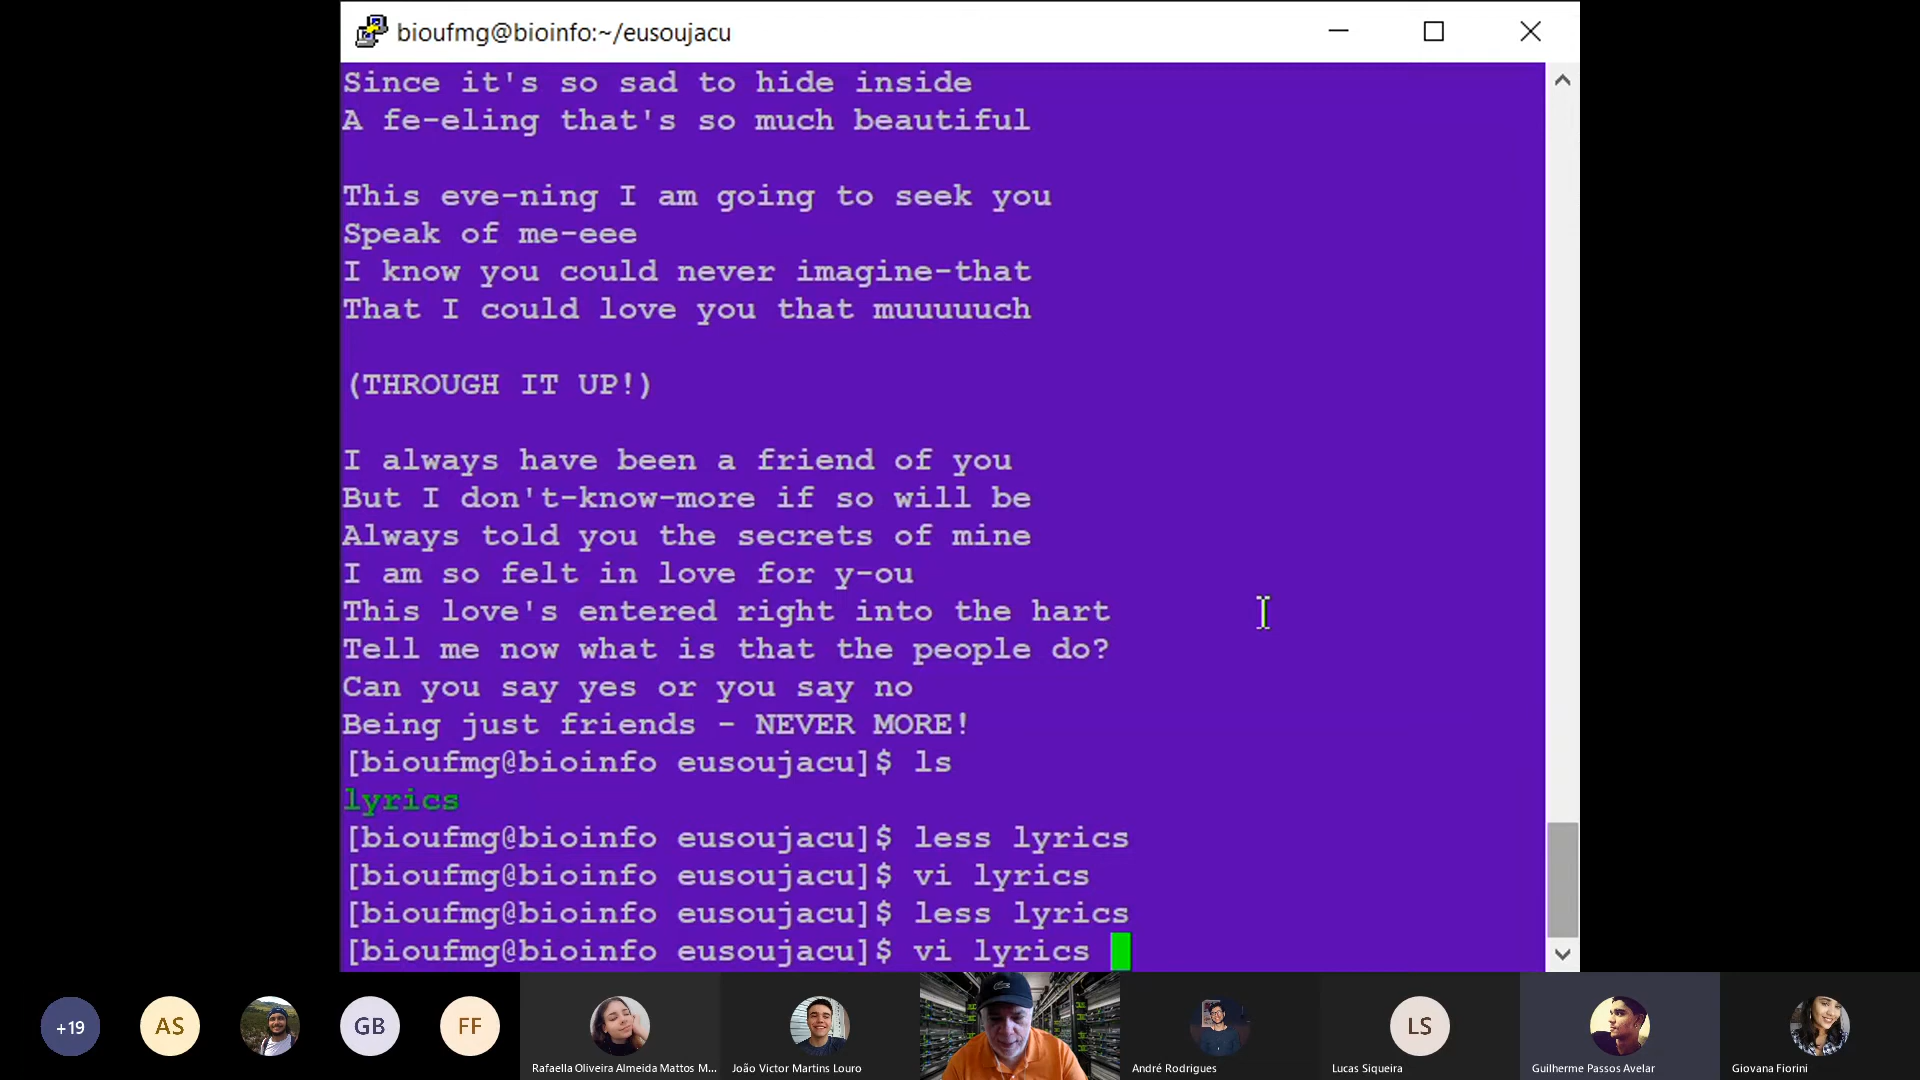 bioufmg@bioinfo:~/eusoujacu
Since it's so sad to hide inside
A fe-eling that's so much beautiful
This eve-ning I am going to seek you
Speak of me-eee
I know you could never imagine-that
That I could love you that muuuuuch
(THROUGH IT UP!)
I always have been a friend of you
But I don't-know-more if so will be
Always told you the secrets of mine
I am so felt in love for y-ou
This love's entered right into the hart
Tell me now what is that the people do?
Can you say yes or you say no
Being just friends - NEVER MORE!
[bioufmg@bioinfo eusoujacu]$ ls
lyrics
[bioufmg@bioinfo eusoujacu]$ less lyrics
[bioufmg@bioinfo eusoujacu]$ vi lyrics
[bioufmg@bioinfo eusoujacu]$ less lyrics
[bioufmg@bioinfo eusoujacu]$ vi lyrics
+19
AS
GB
FF
LS
Rafaella Oliveira Almeida Mattos M...
João Victor Martins Louro
André Rodrigues
Lucas Siqueira
Guilherme Passos Avelar
Giovana Fiorini